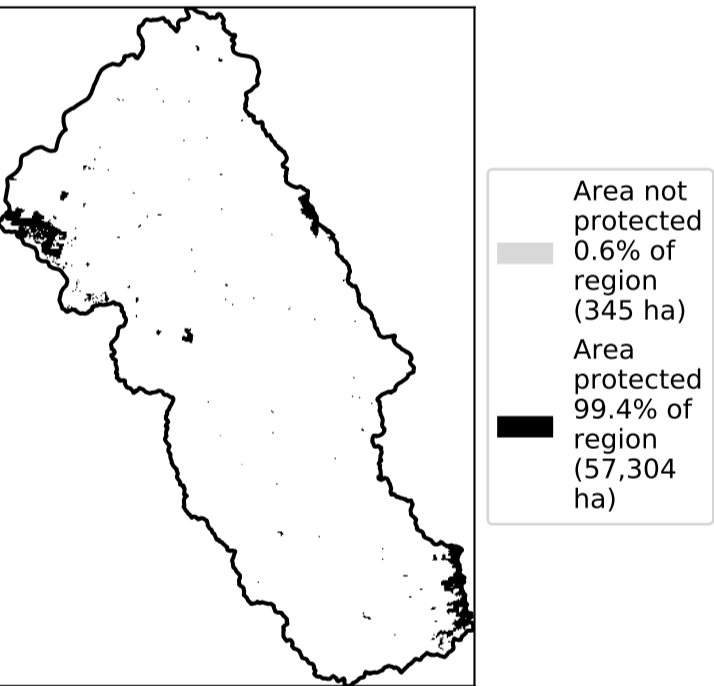 Area not
protected
0.6% of
region
(345 ha)
Area
protected
99.4% of
region
(57,304
ha)